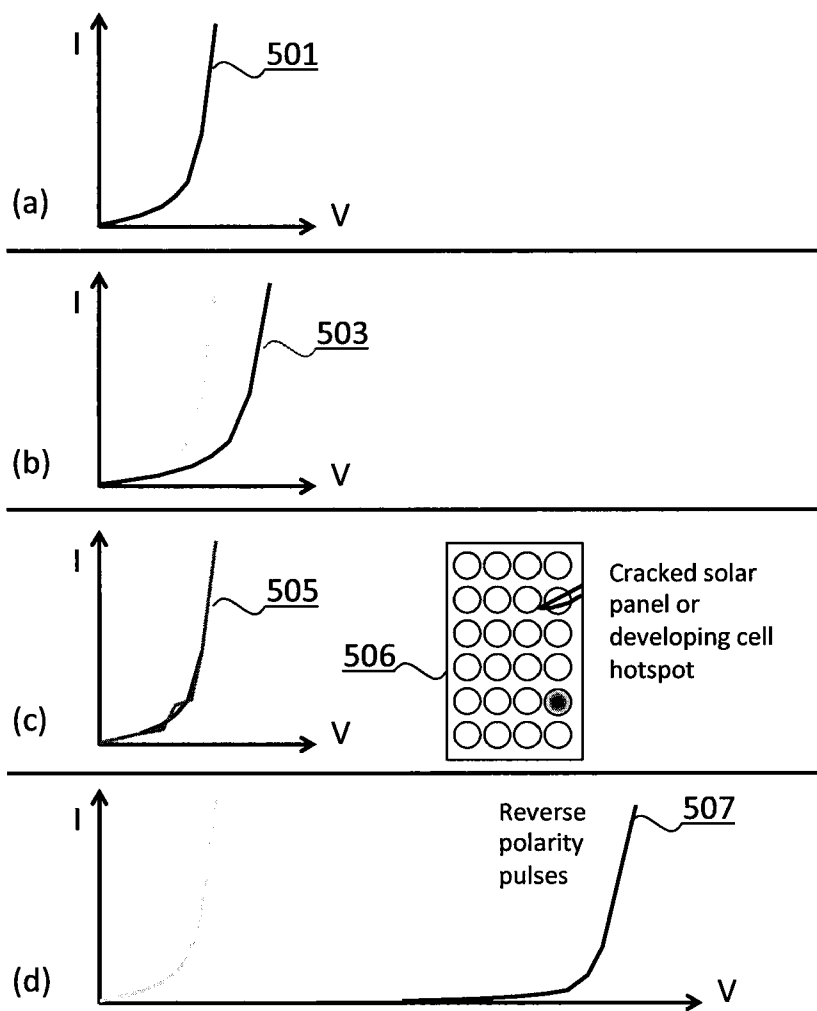 I
501
(a)
V
I
503
(b)
V
I
505
(c)
V
506
Cracked solar
panel or
developing cell
hotspot
I
Reverse
polarity
pulses
507
(d)
V